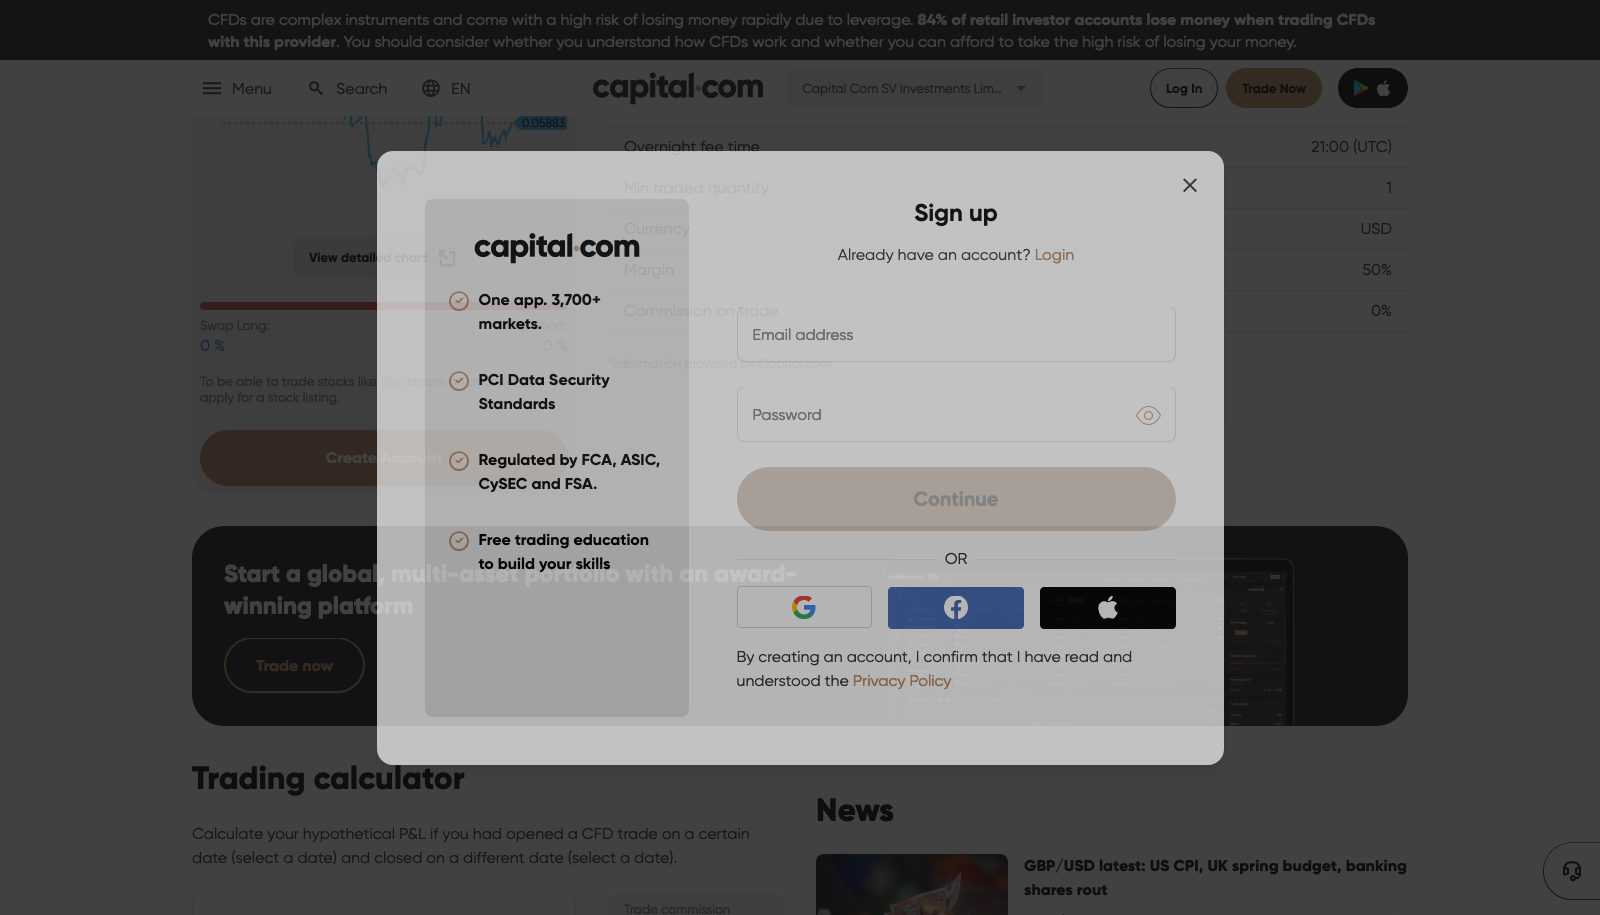 CFDs are complex instruments and come with a high risk of losing money rapidly due to leverage. 84% of retail investor accounts lose money when trading CFDs
with this provider. You should consider whether you understand how CFDs work and whether you can afford to take the high risk of losing your money.
Menu
Search
EN
capital.com
Capital Com SV Investments Lim...
Log In
Trade Now
0.05883
Overnight fee time
21:00 (UTC)
Min traded quantity
1
Currency
USD
Margin
50%
Commission on trade
0%
*Information provided by Capital.com
View detailed chart
Swap Long:
0 %
0 %
To be able to trade stocks like this, create
apply for a stock listing.
Create Account
capital.com
One app. 3,700+
markets.
PCI Data Security
Standards
Regulated by FCA, ASIC,
CySEC and FSA.
Free trading education
to build your skills
Sign up
Already have an account? Login
Email address
Password
Continue
OR
By creating an account, I confirm that I have read and
understood the Privacy Policy
Start a global, multi-asset portfolio with an award-
winning platform
Trade now
Trading calculator
Calculate your hypothetical P&L if you had opened a CFD trade on a certain
date (select a date) and closed on a different date (select a date).
Trade commission
News
GBP/USD latest: US CPI, UK spring budget, banking
shares rout